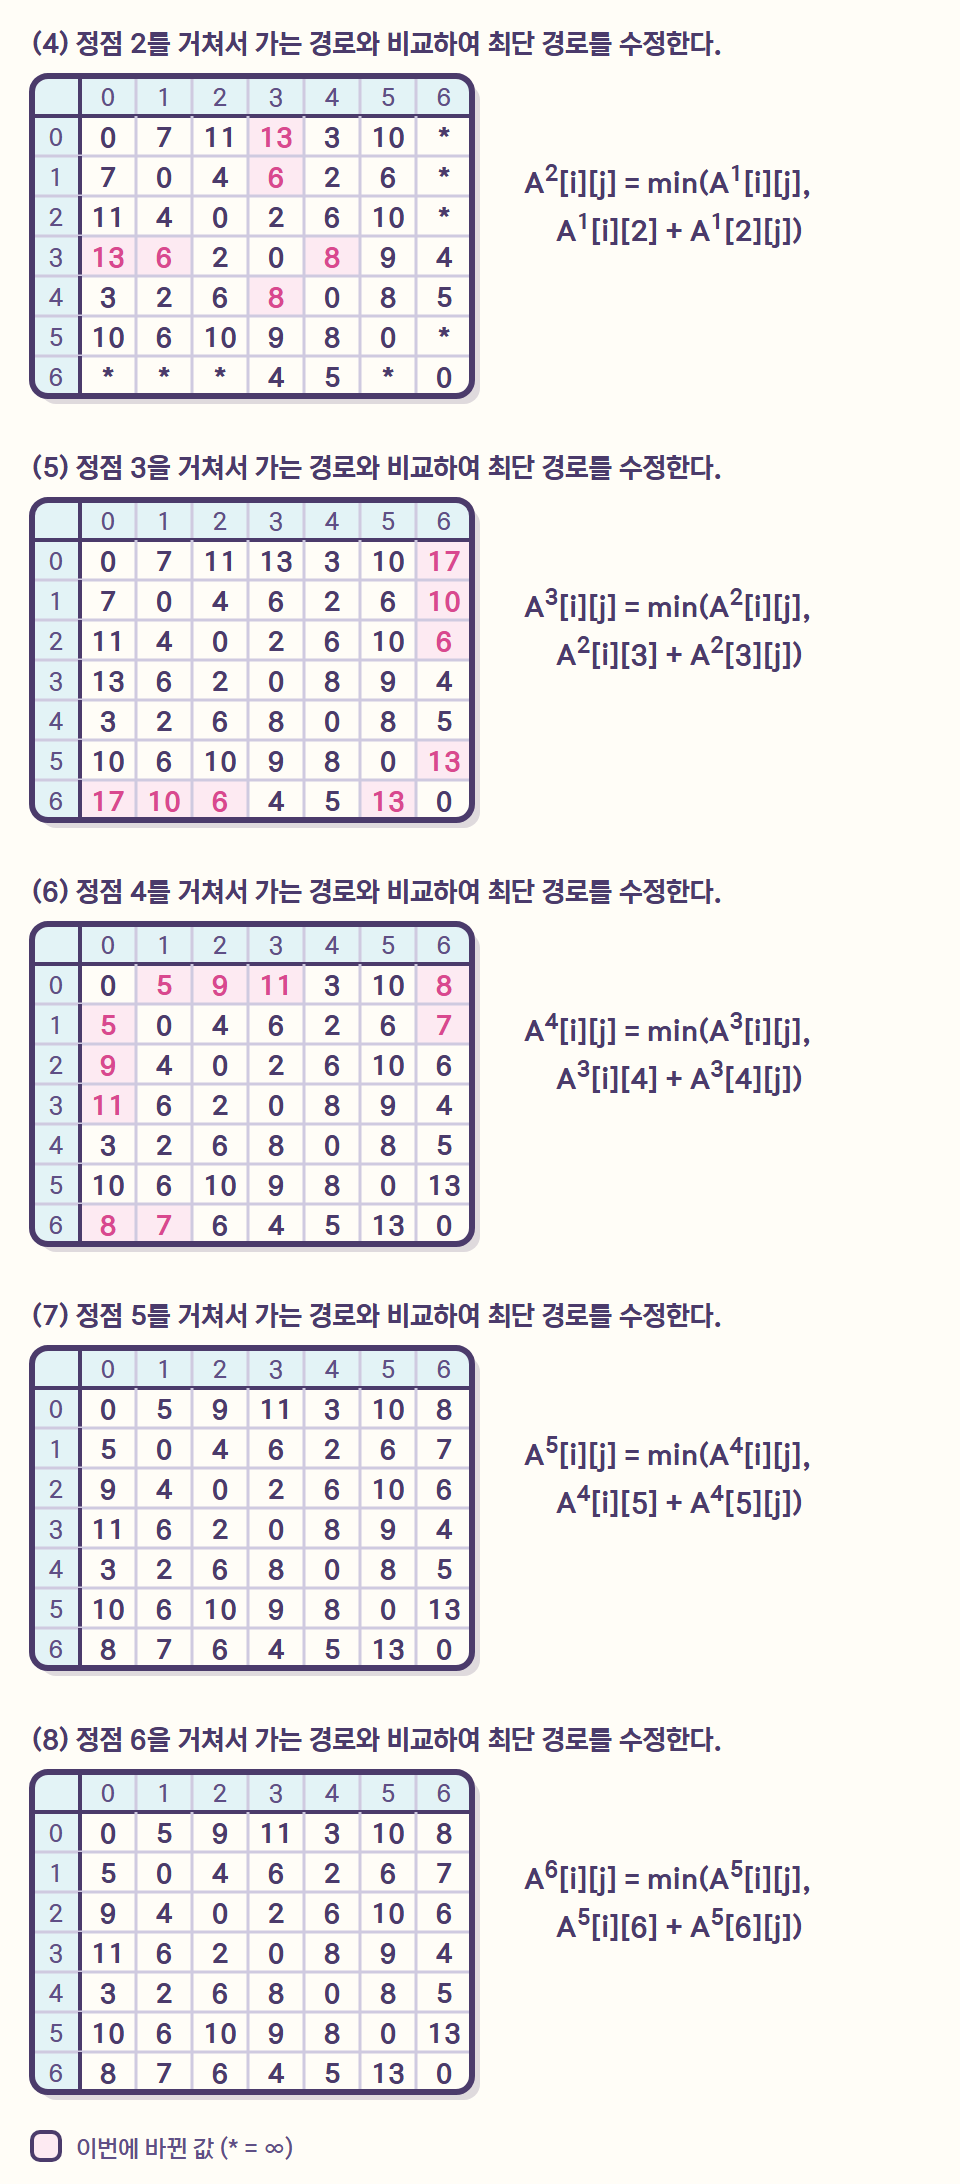 (4) 정점 2를 거쳐서 가는 경로와 비교하여 최단 경로를 수정한다.
0 1 2 3 4 5 6
0 0 7 11 13 3 10 *
1 7 0 4 6 2 6 *
2 11 4 0 2 6 10 *
3 13 6 2 0 8 9 4
4 3 2 6 8 0 8 5
5 10 6 10 9 8 0 *
6 * * * 4 5 * 0
A²[i][j] = min(A¹[i][j],
A¹[i][2] + A¹[2][j])
(5) 정점 3을 거쳐서 가는 경로와 비교하여 최단 경로를 수정한다.
0 1 2 3 4 5 6
0 0 7 11 13 3 10 17
1 7 0 4 6 2 6 10
2 11 4 0 2 6 10 6
3 13 6 2 0 8 9 4
4 3 2 6 8 0 8 5
5 10 6 10 9 8 0 13
6 17 10 6 4 5 13 0
A³[i][j] = min(A²[i][j],
A²[i][3] + A²[3][j])
(6) 정점 4를 거쳐서 가는 경로와 비교하여 최단 경로를 수정한다.
0 1 2 3 4 5 6
0 0 5 9 11 3 10 8
1 5 0 4 6 2 6 7
2 9 4 0 2 6 10 6
3 11 6 2 0 8 9 4
4 3 2 6 8 0 8 5
5 10 6 10 9 8 0 13
6 8 7 6 4 5 13 0
A⁴[i][j] = min(A³[i][j],
A³[i][4] + A³[4][j])
(7) 정점 5를 거쳐서 가는 경로와 비교하여 최단 경로를 수정한다.
0 1 2 3 4 5 6
0 0 5 9 11 3 10 8
1 5 0 4 6 2 6 7
2 9 4 0 2 6 10 6
3 11 6 2 0 8 9 4
4 3 2 6 8 0 8 5
5 10 6 10 9 8 0 13
6 8 7 6 4 5 13 0
A⁵[i][j] = min(A⁴[i][j],
A⁴[i][5] + A⁴[5][j])
(8) 정점 6을 거쳐서 가는 경로와 비교하여 최단 경로를 수정한다.
0 1 2 3 4 5 6
0 0 5 9 11 3 10 8
1 5 0 4 6 2 6 7
2 9 4 0 2 6 10 6
3 11 6 2 0 8 9 4
4 3 2 6 8 0 8 5
5 10 6 10 9 8 0 13
6 8 7 6 4 5 13 0
A⁶[i][j] = min(A⁵[i][j],
A⁵[i][6] + A⁵[6][j])
이번에 바뀐 값 (* = ∞)